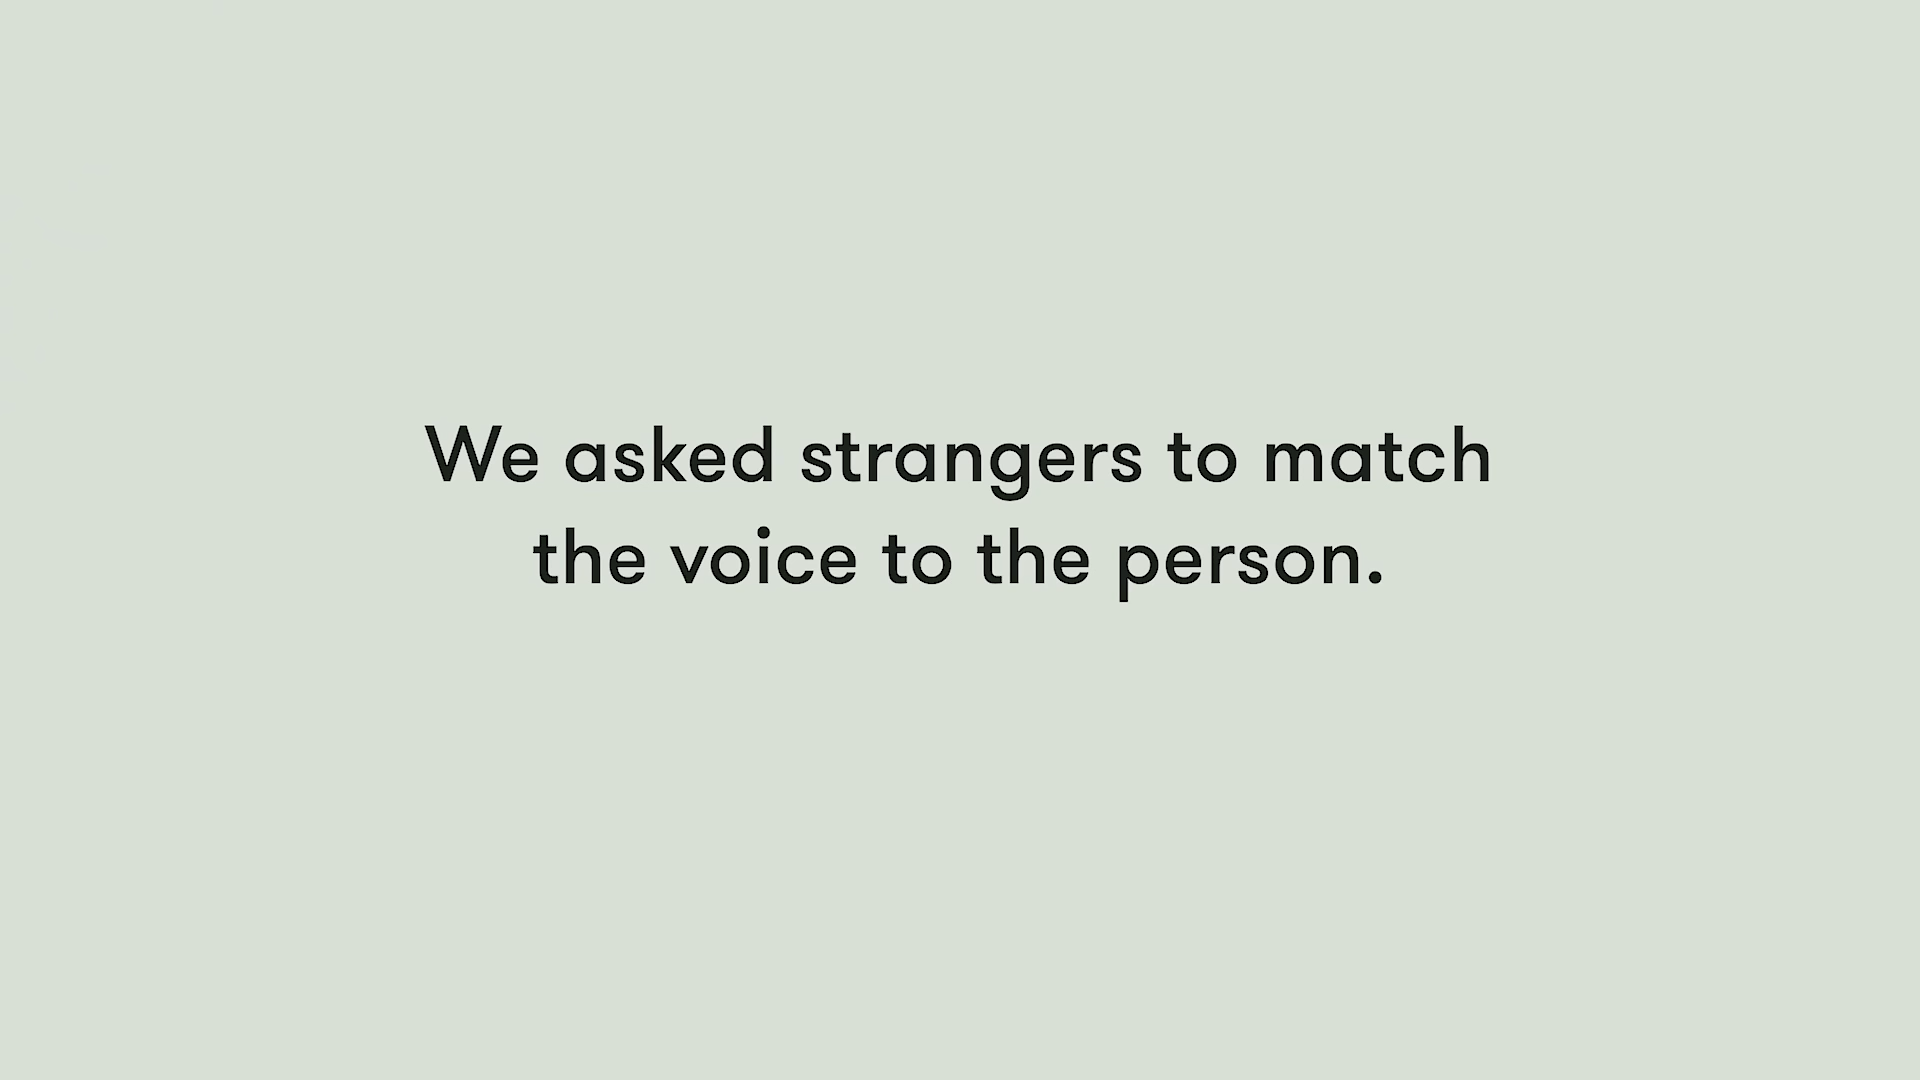 We asked strangers to match
the voice to the person.